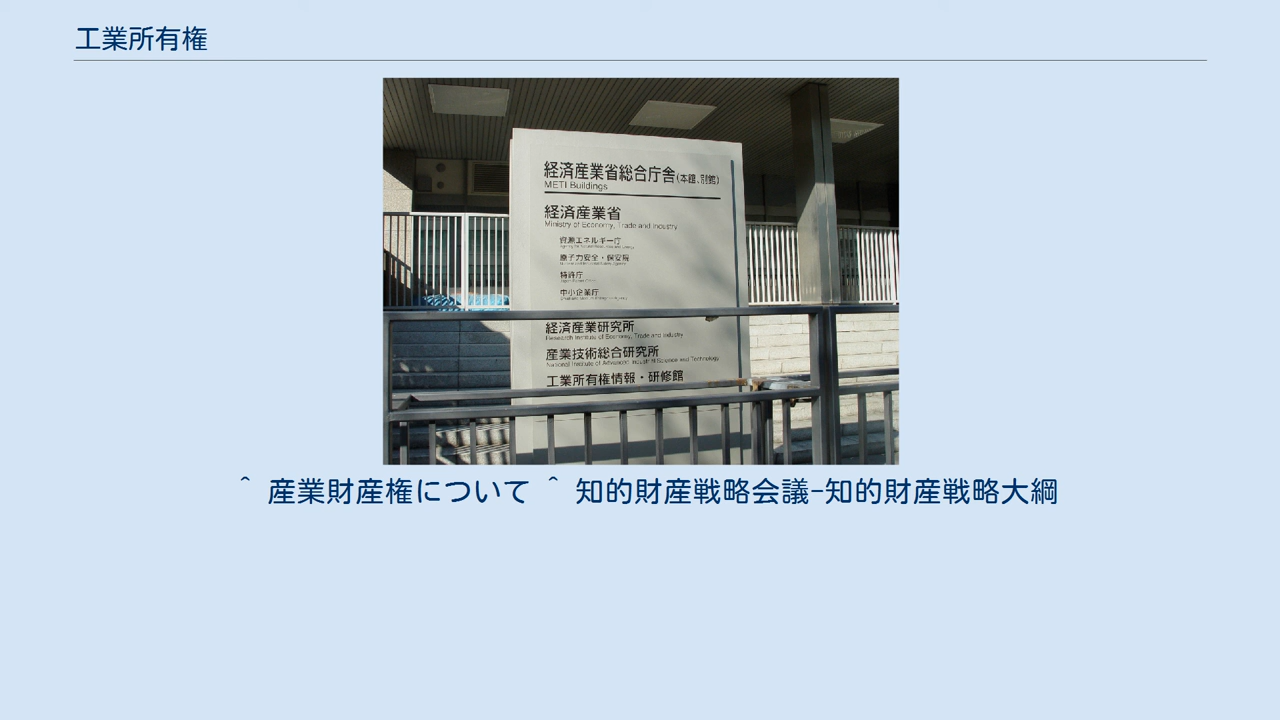 工業所有権
経済産業省総合庁舎(本館、別館)
METI Buildings
経済産業省
Ministry of Economy, Trade and Industry
資源エネルギー庁
原子力安全・保安院
特許庁
中小企業庁
経済産業研究所
Research Institute of Economy, Trade and Industry
産業技術総合研究所
National Institute of Advanced Industrial Science and Technology
工業所有権情報・研修館
^ 産業財産権について ^ 知的財産戦略会議-知的財産戦略大綱